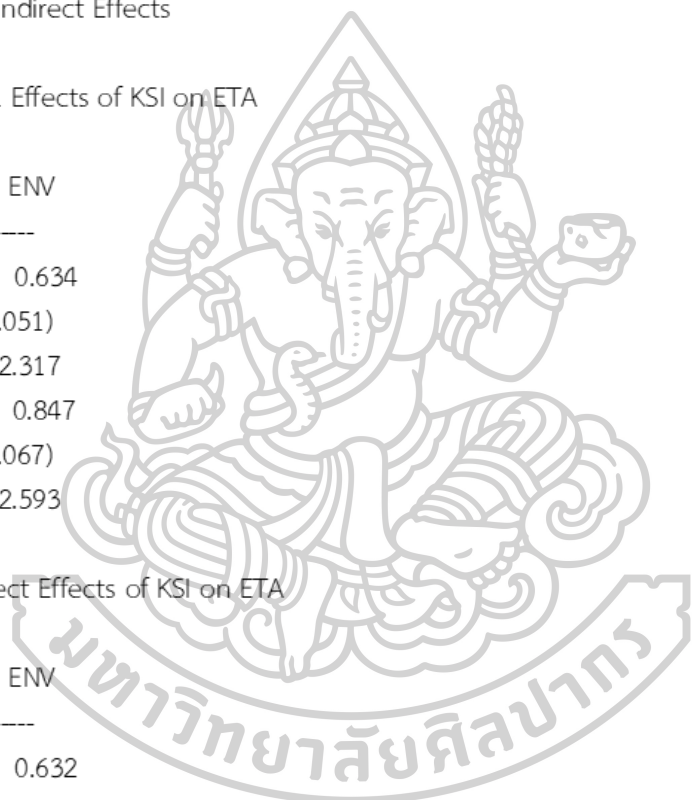 ndirect Effects
Effects of KSI on ETA
ENV
----
0.634
.051)
2.317
0.847
.067)
2.593
ect Effects of KSI on ETA
ENV
----
0.632
มหาวิทยาลัยศิลปากร